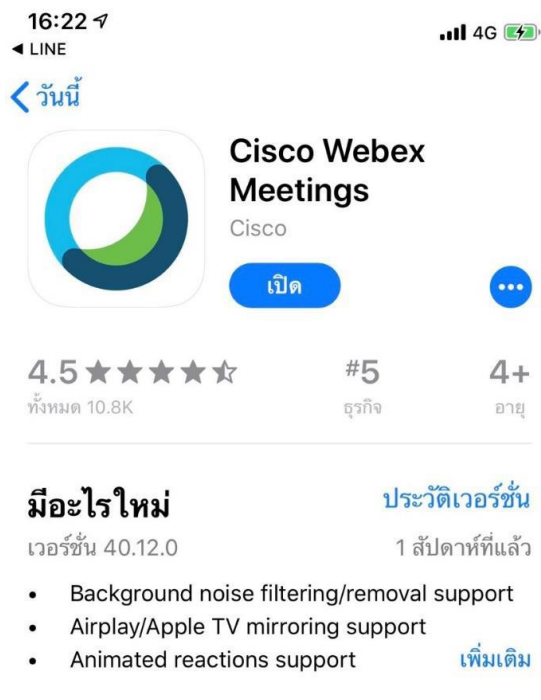 16:22
4G
◀ LINE
วันนี้
Cisco Webex
Meetings
Cisco
เปิด
4.5
#5
4+
ทั้งหมด 10.8K
ธุรกิจ
อายุ
มีอะไรใหม่
ประวัติเวอร์ชั่น
เวอร์ชั่น 40.12.0
1 สัปดาห์ที่แล้ว
• Background noise filtering/removal support
• Airplay/Apple TV mirroring support
• Animated reactions support
เพิ่มเติม